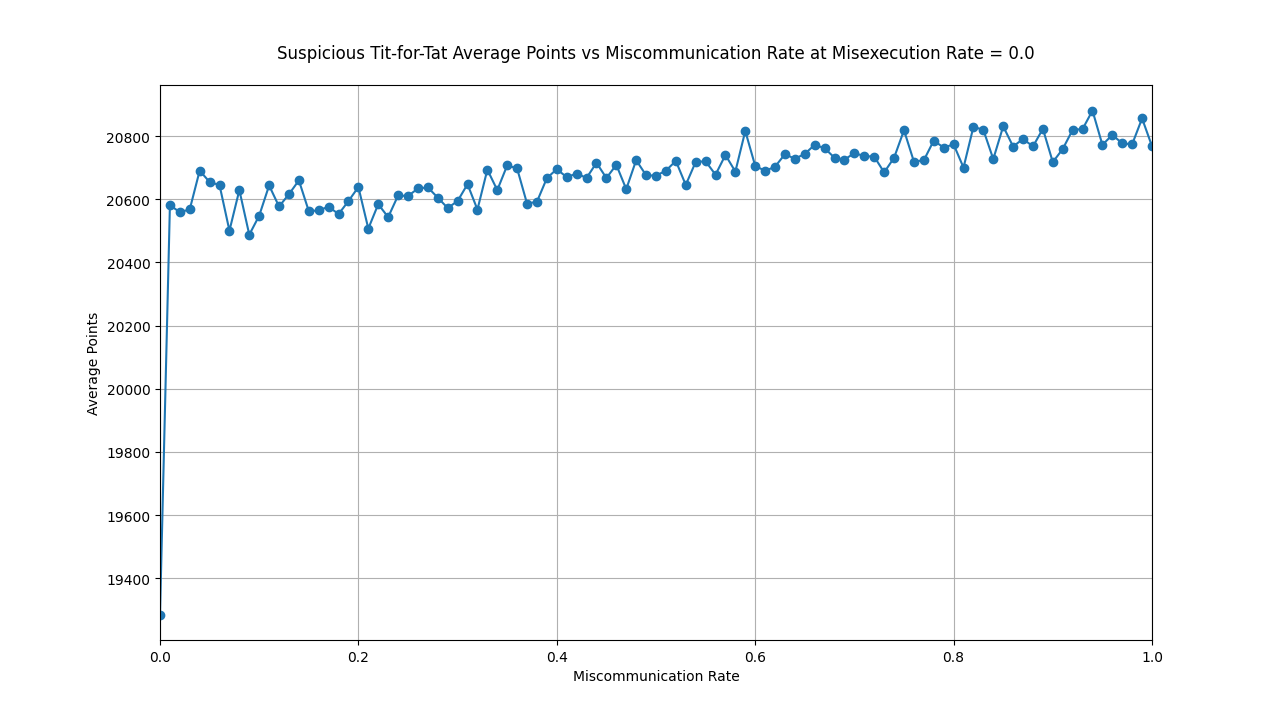 Suspicious Tit-for-Tat Average Points vs Miscommunication Rate at Misexecution Rate = 0.0
20800
20600
20400
20200
20000
19800
19600
19400
Average Points
0.0 0.2 0.4 0.6 0.8 1.0
Miscommunication Rate